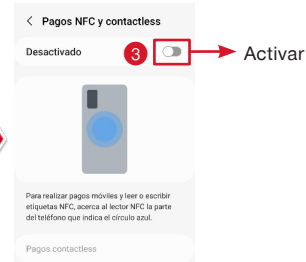 < Pagos NFC y contactless
Desactivado 3 Activar
Para realizar pagos móviles y leer o escribir
etiquetas NFC, acerca al lector NFC la parte
del teléfono que indica el círculo azul.
Pagos contactless